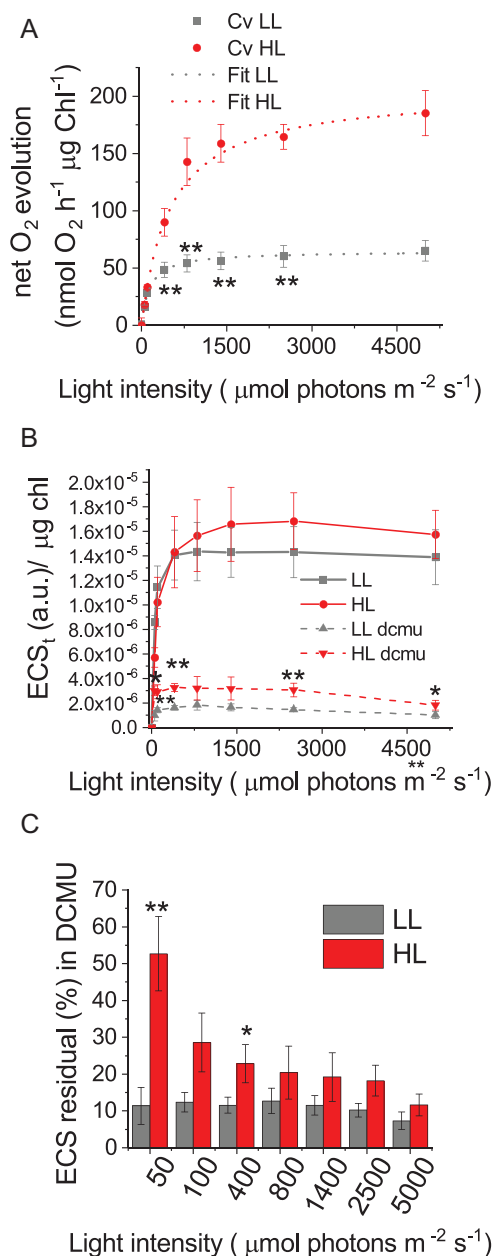 A
Cv LL
Cv HL
Fit LL
Fit HL
net O₂ evolution
(nmol O₂ h⁻¹ μg Chl⁻¹)
200
150
100
50
0
**
** ** **
0 1500 3000 4500
Light intensity ( μmol photons m ⁻² s⁻¹)
B
ECSₜ (a.u.)/ μg chl
2.0x10⁻⁵
1.8x10⁻⁵
1.6x10⁻⁵
1.4x10⁻⁵
1.2x10⁻⁵
1.0x10⁻⁵
8.0x10⁻⁶
6.0x10⁻⁶
4.0x10⁻⁶
2.0x10⁻⁶
0.0
LL
HL
LL dcmu
HL dcmu
* ** ** *
**
0 1500 3000 4500
Light intensity ( μmol photons m ⁻² s⁻¹)
**
C
ECS residual (%) in DCMU
70
60
50
40
30
20
10
0
LL
HL
**
*
50 100 400 800 1400 2500 5000
Light intensity ( μmol photons m ⁻² s⁻¹)